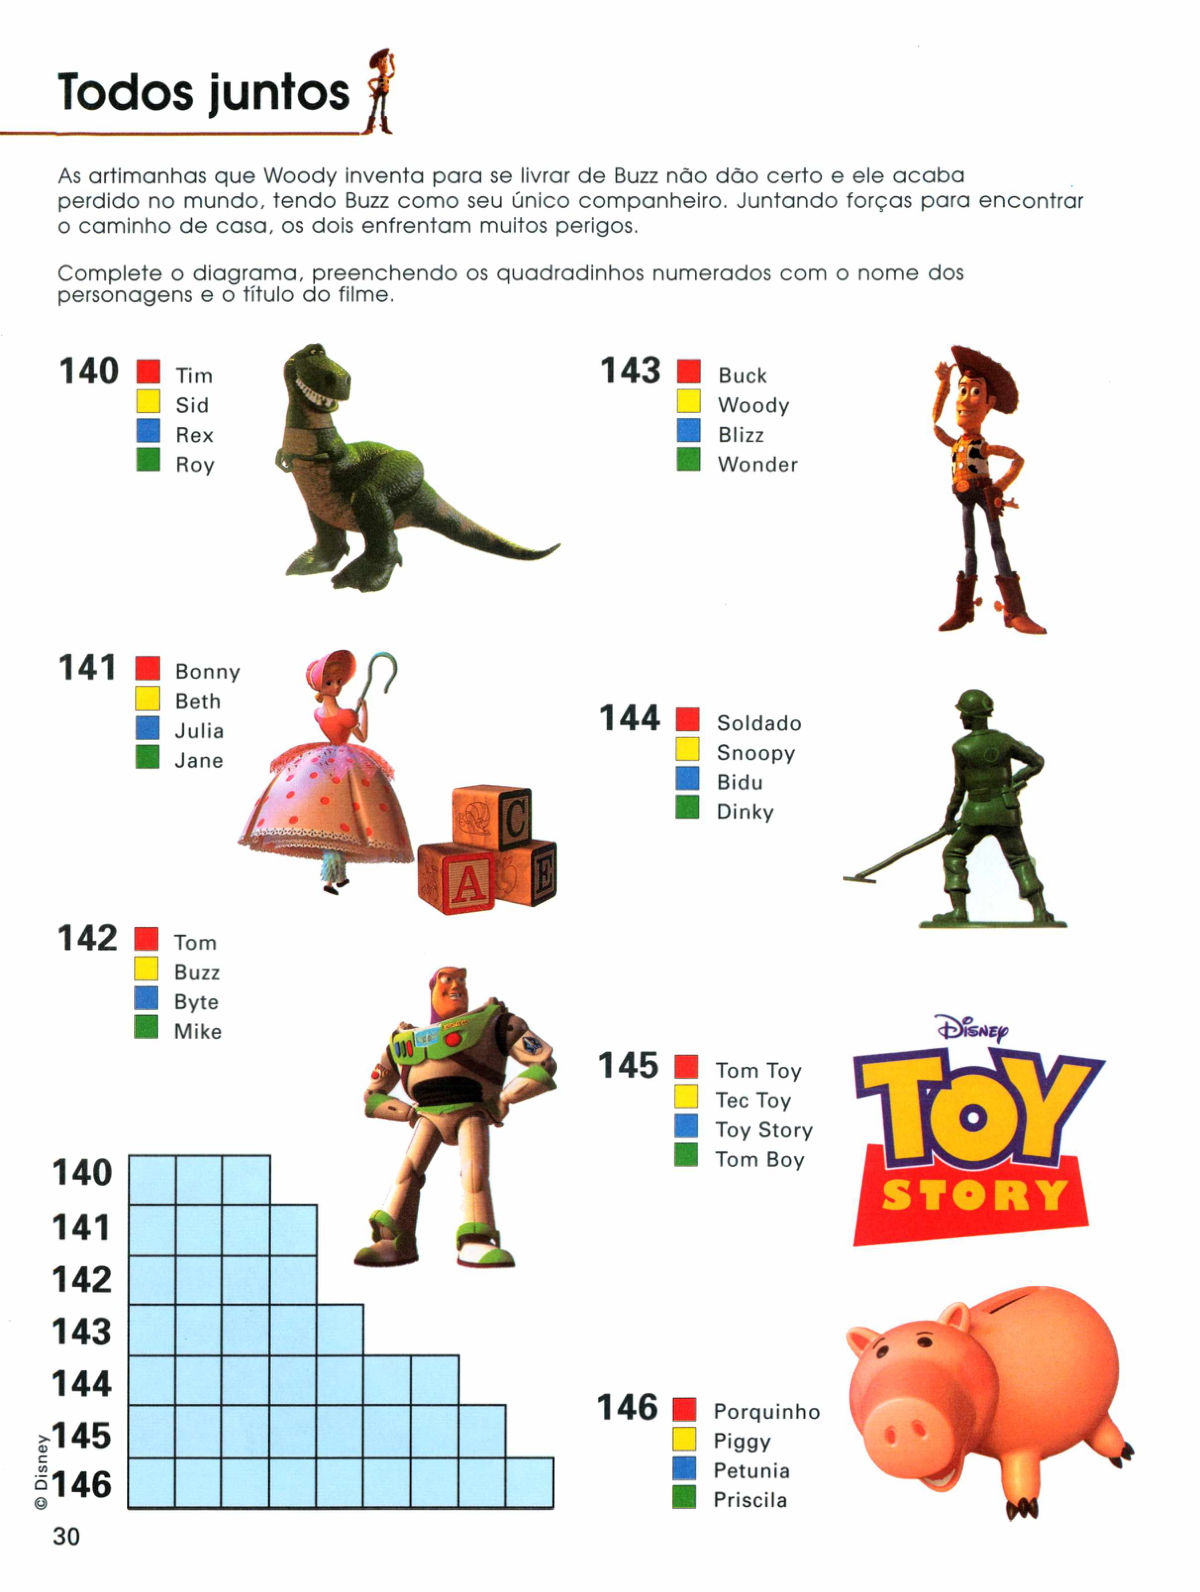 Todos juntos
As artimanhas que Woody inventa para se livrar de Buzz não dão certo e ele acaba
perdido no mundo, tendo Buzz como seu único companheiro. Juntando forças para encontrar
o caminho de casa, os dois enfrentam muitos perigos.
Complete o diagrama, preenchendo os quadradinhos numerados com o nome dos
personagens e o título do filme.
140
Tim
Sid
Rex
Roy
141
Bonny
Beth
Julia
Jane
C
A
E
142
Tom
Buzz
Byte
Mike
143
Buck
Woody
Blizz
Wonder
144
Soldado
Snoopy
Bidu
Dinky
145
Tom Toy
Tec Toy
Toy Story
Tom Boy
DISNEY
TOY
STORY
146
Porquinho
Piggy
Petunia
Priscila
140
141
142
143
144
145
146
© Disney
30